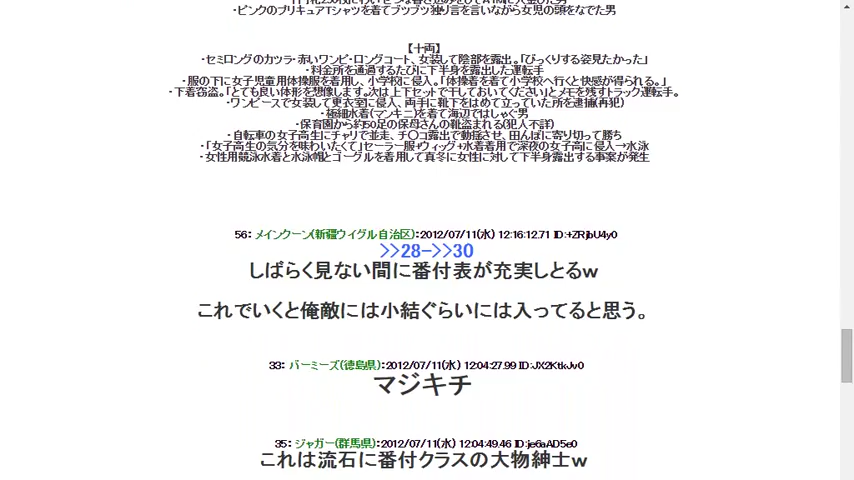 ・ピンクのプリキュアTシャツを着てブツブツ独り言を言いながら女児の頭をなでた男
【十両】
・セミロングのカツラ・赤いワンピ・ロングコート、女装して陰部を露出。「びっくりする姿見たかった」
・料金所を通過するたびに下半身を露出した運転手
・服の下に女子児童用体操服を着用し、小学校に侵入。「体操着を着て小学校へ行くと快感が得られる。」
・下着窃盗。「とても良い体形を想像します。次は上下セットで干しておいてください」とメモを残すトラック運転手。
・ワンピースで女装して更衣室に侵入、両手に靴下をはめて立っていた所を逮捕(再犯)
・極細水着(マンキニ)を着て海辺ではしゃぐ男
・保育園から約50足の保母さんの靴盗まれる(犯人不詳)
・自転車の女子高生にチャリで並走、チ〇コ露出で動揺させ、田んぼに寄り切って勝ち
・「女子高生の気分を味わいたくて」セーラー服+ウィッグ+水着着用で深夜の女子高に侵入→水泳
・女性用競泳水着と水泳帽とゴーグルを着用して真冬に女性に対して下半身露出する事案が発生
56: メインクーン(新疆ウイグル自治区):2012/07/11(水) 12:16:12.71 ID:+ZRjbU4y0
>>28->>30
しばらく見ない間に番付表が充実しとるw
これでいくと俺敵には小結ぐらいには入ってると思う。
33: バーミーズ(徳島県):2012/07/11(水) 12:04:27.99 ID:JX2KtkJv0
マジキチ
35: ジャガー(群馬県):2012/07/11(水) 12:04:49.46 ID:je6aAD5e0
これは流石に番付クラスの大物紳士w